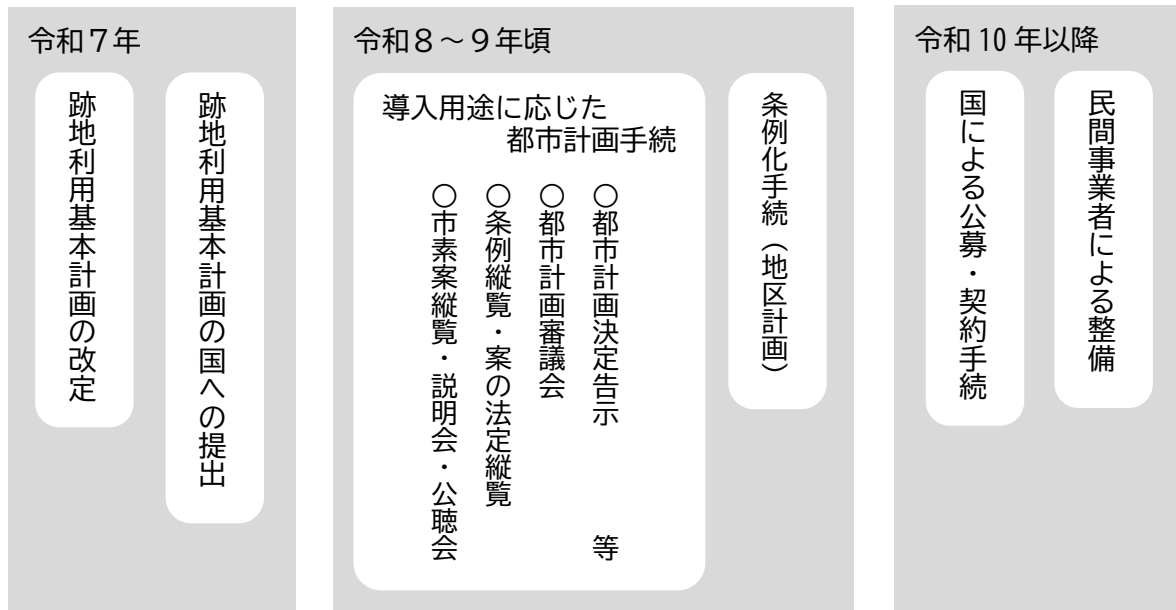 令和７年
跡地利用基本計画の改定
跡地利用基本計画の国への提出
令和８～９年頃
導入用途に応じた
都市計画手続
○市素案縦覧・説明会・公聴会
○条例縦覧・案の法定縦覧
○都市計画審議会
○都市計画決定告示　　　等
条例化手続（地区計画）
令和 10 年以降
国による公募・契約手続
民間事業者による整備